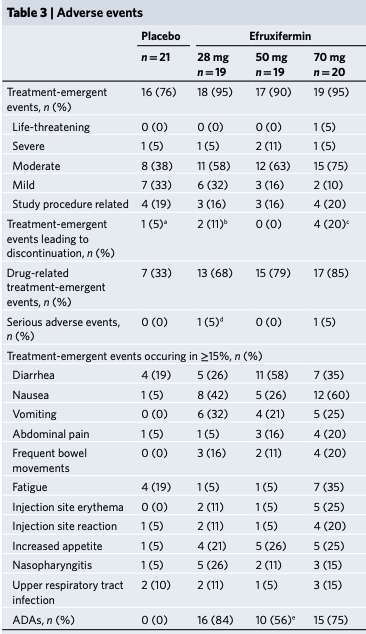 Table 3 | Adverse events
Placebo Efruxifermin
n = 21 28 mg 50 mg 70 mg
n = 19 n = 19 n = 20
Treatment-emergent 16 (76) 18 (95) 17 (90) 19 (95)
events, n (%)
Life-threatening 0 (0) 0 (0) 0 (0) 1 (5)
Severe 1 (5) 1 (5) 2 (11) 1 (5)
Moderate 8 (38) 11 (58) 12 (63) 15 (75)
Mild 7 (33) 6 (32) 3 (16) 2 (10)
Study procedure related 4 (19) 3 (16) 3 (16) 4 (20)
Treatment-emergent 1 (5)a 2 (11)b 0 (0) 4 (20)c
events leading to
discontinuation, n (%)
Drug-related 7 (33) 13 (68) 15 (79) 17 (85)
treatment-emergent
events, n (%)
Serious adverse events, 0 (0) 1 (5)d 0 (0) 1 (5)
n (%)
Treatment-emergent events occuring in ≥15%, n (%)
Diarrhea 4 (19) 5 (26) 11 (58) 7 (35)
Nausea 1 (5) 8 (42) 5 (26) 12 (60)
Vomiting 0 (0) 6 (32) 4 (21) 5 (25)
Abdominal pain 1 (5) 1 (5) 3 (16) 4 (20)
Frequent bowel 0 (0) 3 (16) 2 (11) 4 (20)
movements
Fatigue 4 (19) 1 (5) 1 (5) 7 (35)
Injection site erythema 0 (0) 2 (11) 1 (5) 5 (25)
Injection site reaction 1 (5) 2 (11) 1 (5) 4 (20)
Increased appetite 1 (5) 4 (21) 5 (26) 5 (25)
Nasopharyngitis 1 (5) 5 (26) 2 (11) 3 (15)
Upper respiratory tract 2 (10) 2 (11) 1 (5) 3 (15)
infection
ADAs, n (%) 0 (0) 16 (84) 10 (56)e 15 (75)